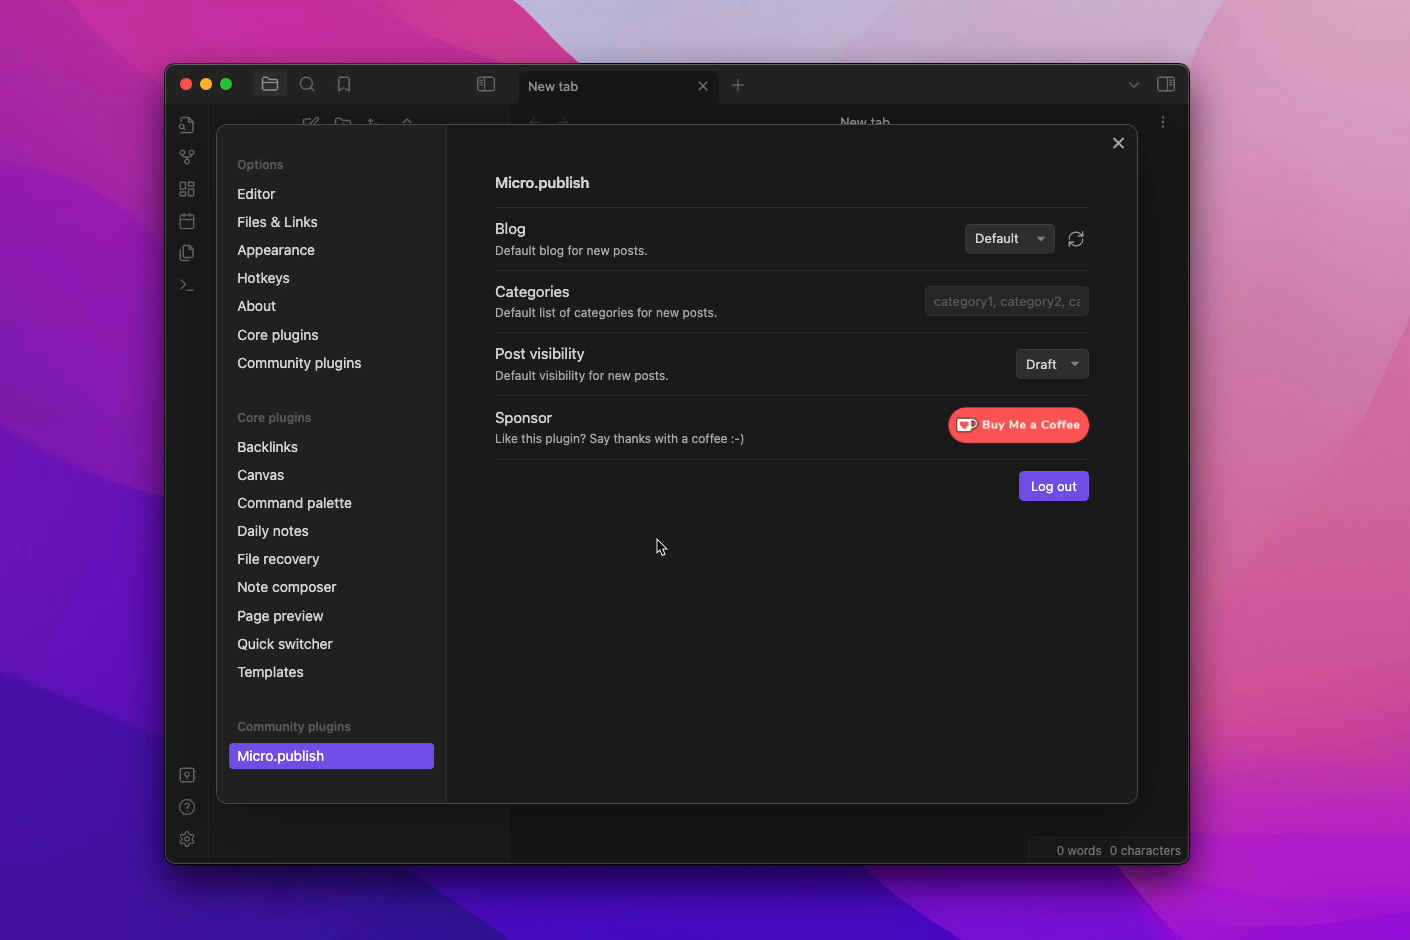 New tab
New tab
Options
Editor
Files & Links
Appearance
Hotkeys
About
Core plugins
Community plugins
Core plugins
Backlinks
Canvas
Command palette
Daily notes
File recovery
Note composer
Page preview
Quick switcher
Templates
Community plugins
Micro.publish
Micro.publish
Blog
Default blog for new posts.
Default
Categories
Default list of categories for new posts.
category1, category2, ca
Post visibility
Default visibility for new posts.
Draft
Sponsor
Like this plugin? Say thanks with a coffee :-)
Buy Me a Coffee
Log out
0 words 0 characters